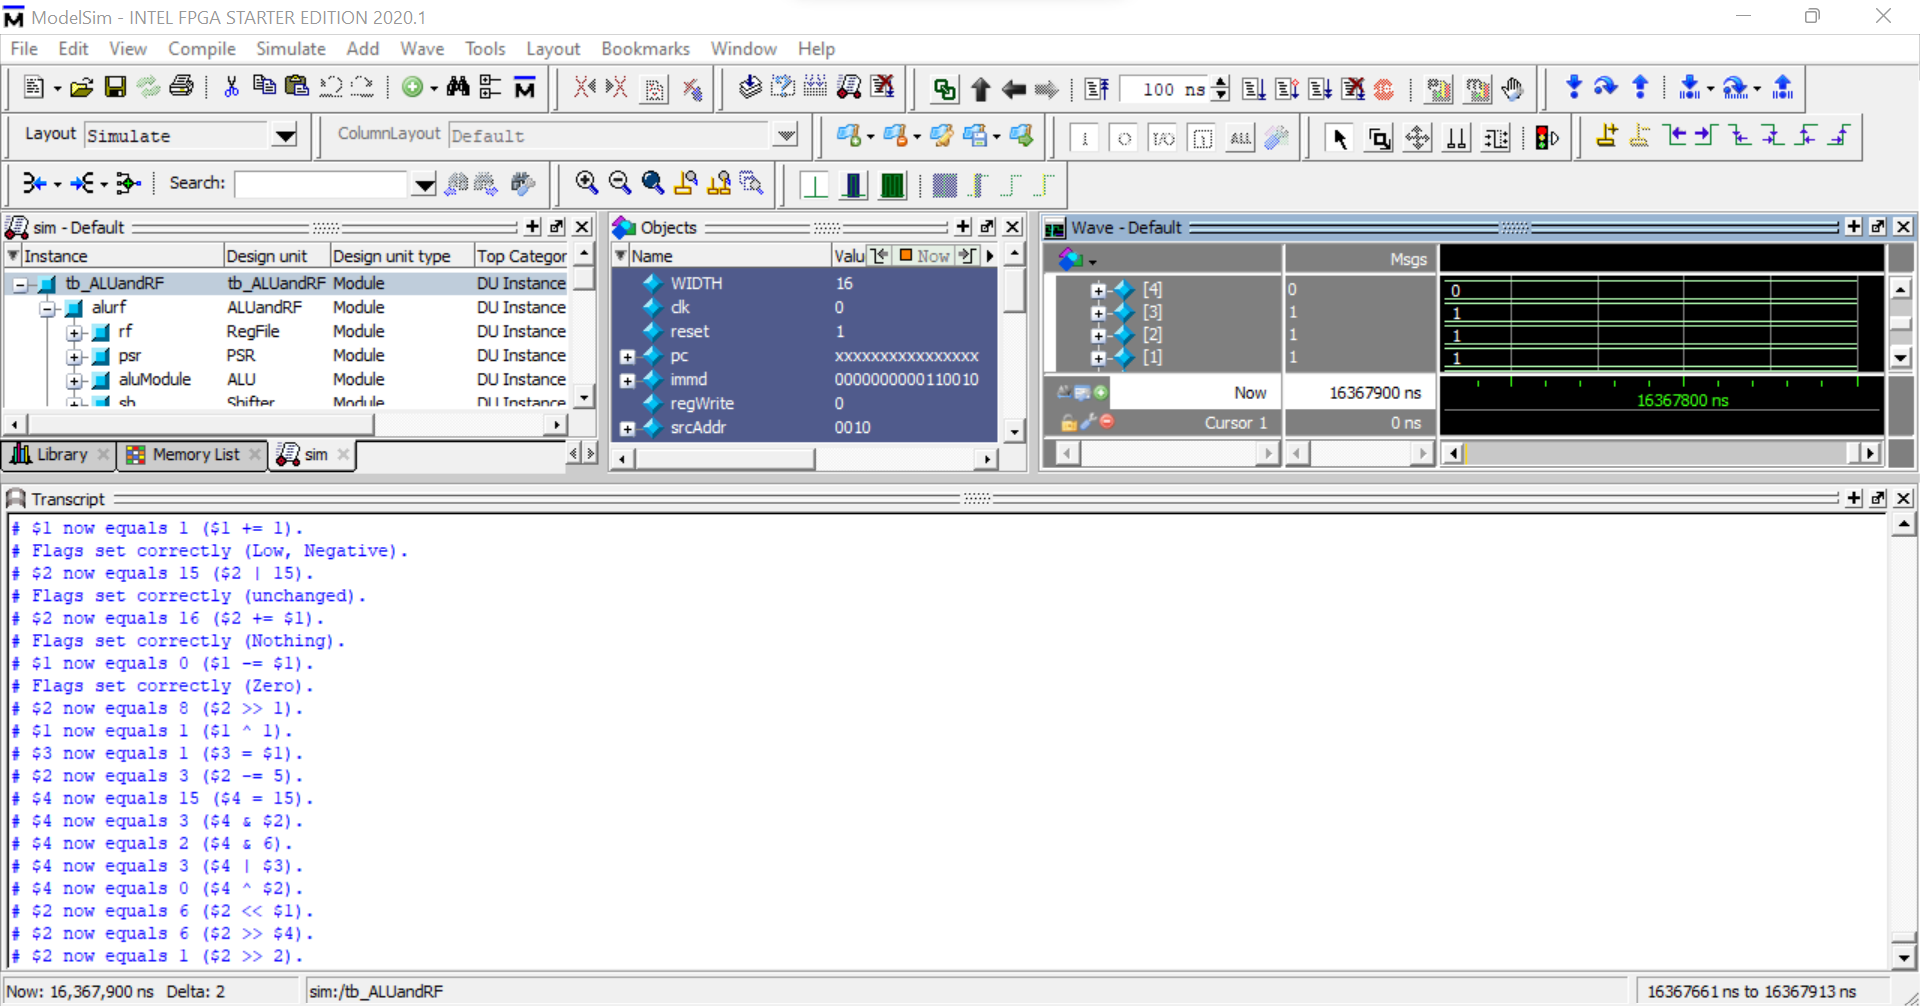 ModelSim - INTEL FPGA STARTER EDITION 2020.1
File Edit View Compile Simulate Add Wave Tools Layout Bookmarks Window Help
100 ns
Layout Simulate ColumnLayout Default
ALL
Search:
sim - Default
Instance Design unit Design unit type Top Categor
tb_ALUandRF tb_ALUandRF Module DU Instance
alurf ALUandRF Module DU Instance
rf RegFile Module DU Instance
psr PSR Module DU Instance
aluModule ALU Module DU Instance
sh Shifter Module DU Instance
Library Memory List sim
Objects
Name Valu Now
WIDTH 16
clk 0
reset 1
pc xxxxxxxxxxxxxxxx
immd 0000000000110010
regWrite 0
srcAddr 0010
Wave - Default
Msgs
[4] 0 0
[3] 1 1
[2] 1 1
[1] 1 1
Now 16367900 ns 16367800 ns
Cursor 1 0 ns
Transcript
# $1 now equals 1 ($1 += 1).
# Flags set correctly (Low, Negative).
# $2 now equals 15 ($2 | 15).
# Flags set correctly (unchanged).
# $2 now equals 16 ($2 += $1).
# Flags set correctly (Nothing).
# $1 now equals 0 ($1 -= $1).
# Flags set correctly (Zero).
# $2 now equals 8 ($2 >> 1).
# $1 now equals 1 ($1 ^ 1).
# $3 now equals 1 ($3 = $1).
# $2 now equals 3 ($2 -= 5).
# $4 now equals 15 ($4 = 15).
# $4 now equals 3 ($4 & $2).
# $4 now equals 2 ($4 & 6).
# $4 now equals 3 ($4 | $3).
# $4 now equals 0 ($4 ^ $2).
# $2 now equals 6 ($2 << $1).
# $2 now equals 6 ($2 >> $4).
# $2 now equals 1 ($2 >> 2).
Now: 16,367,900 ns Delta: 2 sim:/tb_ALUandRF 16367661 ns to 16367913 ns